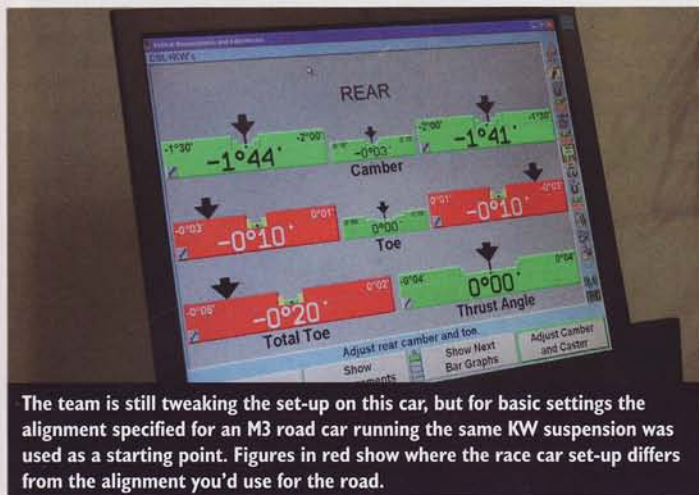 CSL+KW's
REAR
-1°30' -2°00' -2°00' -1°30'
-1°44' -0°03' -1°41'
Camber
-0°03' 0°01' 0°01' -0°03'
-0°10' 0°00' -0°10'
Toe
0°02' -0°04' 0°04'
-0°20' 0°00'
Total Toe Thrust Angle
Adjust rear camber and toe.
Show Show Next Adjust Camber
Bar Graphs and Caster
The team is still tweaking the set-up on this car, but for basic settings the
alignment specified for an M3 road car running the same KW suspension was
used as a starting point. Figures in red show where the race car set-up differs
from the alignment you'd use for the road.